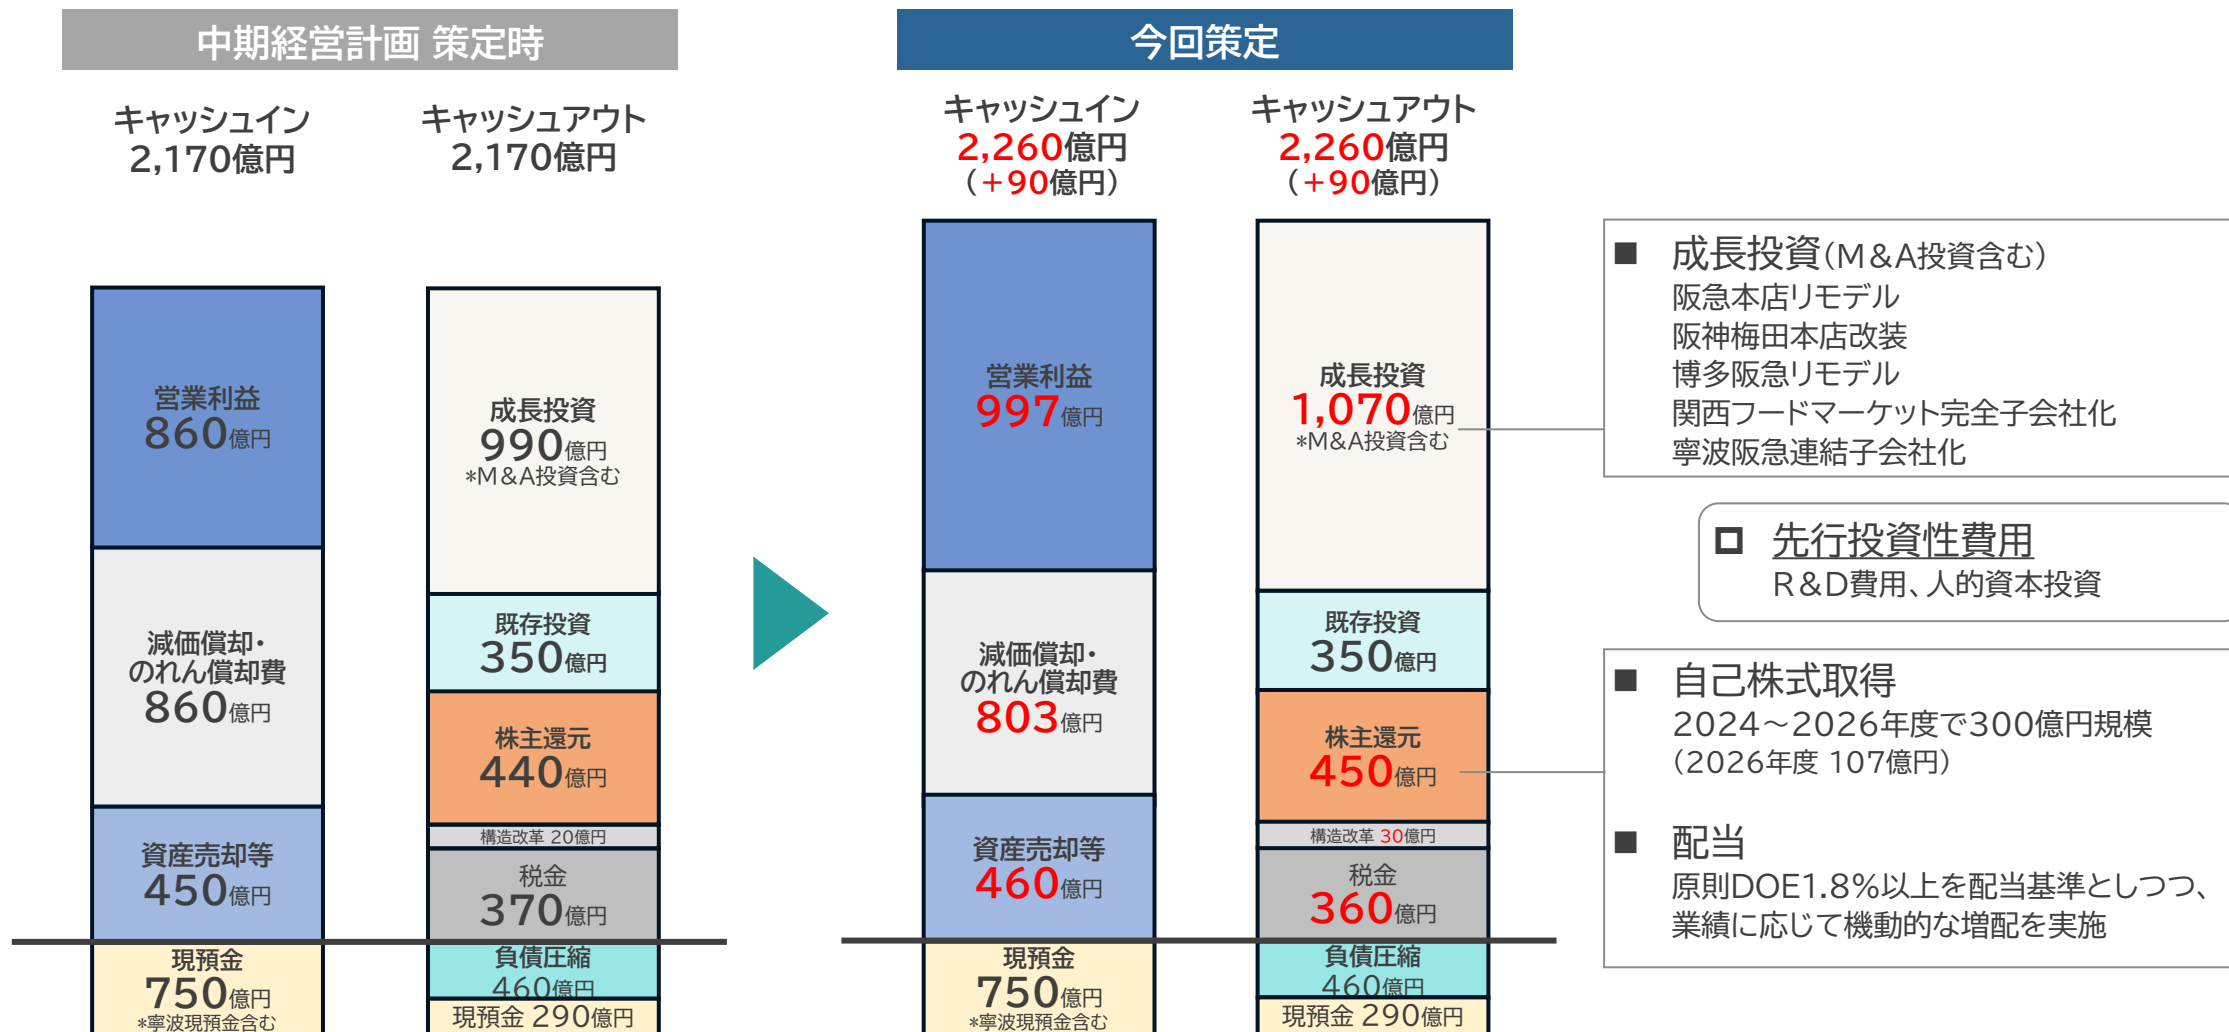 中期経営計画 策定時
キャッシュイン
2,170億円
キャッシュアウト
2,170億円
営業利益
860億円
減価償却・
のれん償却費
860億円
資産売却等
450億円
現預金
750億円
*寧波現預金含む
成長投資
990億円
*M&A投資含む
既存投資
350億円
株主還元
440億円
構造改革 20億円
税金
370億円
負債圧縮
460億円
現預金 290億円
今回策定
キャッシュイン
2,260億円
（＋90億円）
キャッシュアウト
2,260億円
（＋90億円）
営業利益
997億円
減価償却・
のれん償却費
803億円
資産売却等
460億円
現預金
750億円
*寧波現預金含む
成長投資
1,070億円
*M&A投資含む
既存投資
350億円
株主還元
450億円
構造改革 30億円
税金
360億円
負債圧縮
460億円
現預金 290億円
■ 成長投資（M&A投資含む）
阪急本店リモデル
阪神梅田本店改装
博多阪急リモデル
関西フードマーケット完全子会社化
寧波阪急連結子会社化
先行投資性費用
R&D費用、人的資本投資
■ 自己株式取得
2024～2026年度で300億円規模
（2026年度 107億円）
■ 配当
原則DOE1.8%以上を配当基準としつつ、
業績に応じて機動的な増配を実施